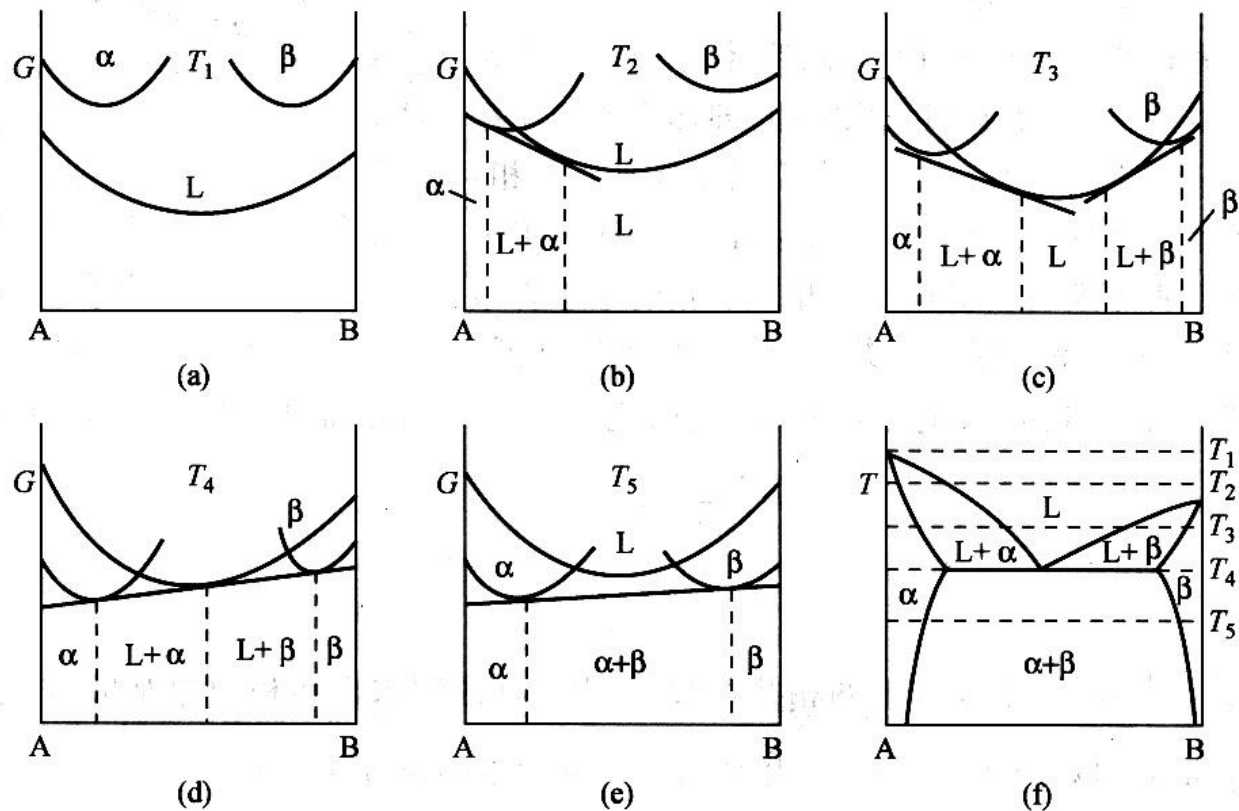 G α T₁ β
L
A B
(a)
G T₂ β
L
α
L+ α L
A B
(b)
G T₃ β
α L+ α L L+ β β
A B
(c)
G T₄ β
α L+ α L+ β β
A B
(d)
G T₅
α L β
α α+β β
A B
(e)
T₁
T T₂
L
T₃
L+ α L+ β
T₄
α β
T₅
α+β
A B
(f)